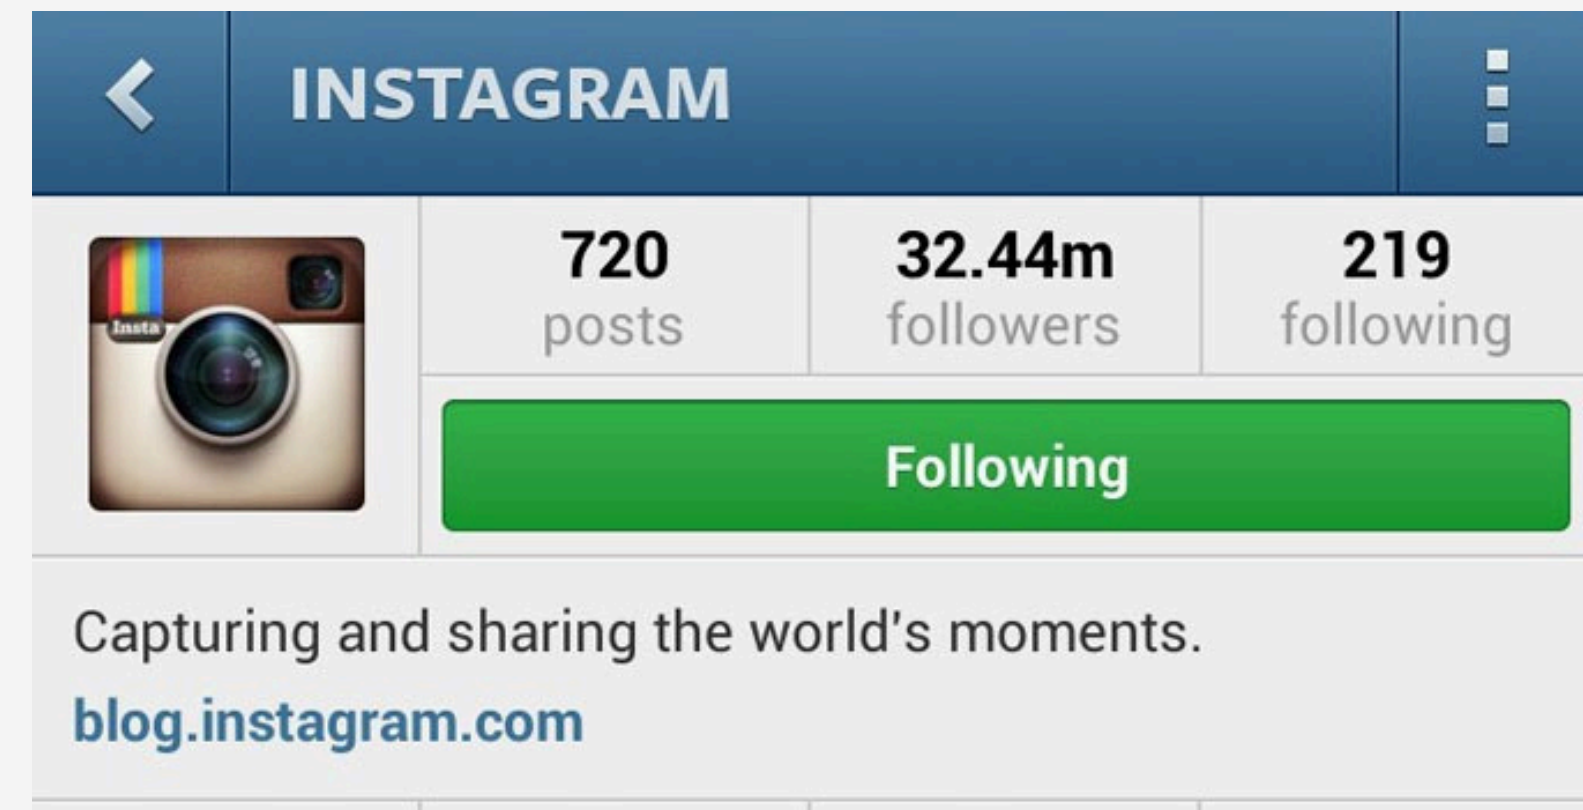 INSTAGRAM
Insta
720
posts
32.44m
followers
219
following
Following
Capturing and sharing the world's moments.
blog.instagram.com